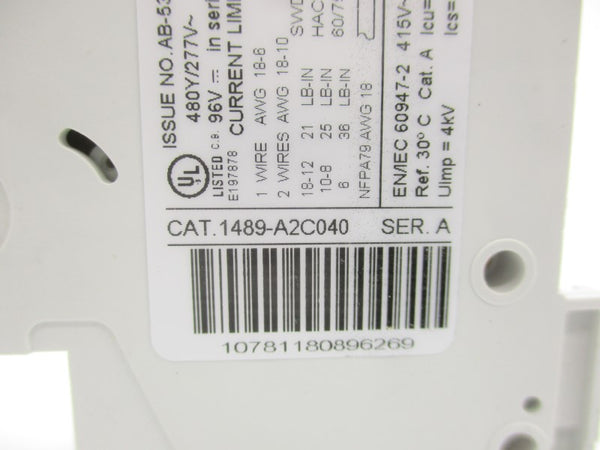 ISSUE NO. AB-53
480Y/277V~
96V ⎓ in seri
CURRENT LIMI
UL
LISTED C.B.
E197878
1 WIRE AWG 18-6
2 WIRES AWG 18-10
18-12 21 LB-IN
10-8 25 LB-IN
6 36 LB-IN
NFPA79 AWG 18
SWD
HAC
60/75
EN/IEC 60947-2 415V~
Ref. 30° C Cat. A Icu=
UImp = 4kV Ics=
CAT.1489-A2C040 SER. A
10781180896269